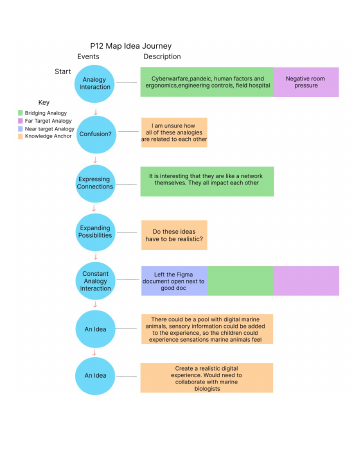 P12 Map Idea Journey
Events
Description
Start
Analogy
Interaction
Cyberwarfare,pandeic, human factors and
ergonomics,engineering controls, field hospital
Negative room
pressure
Key
Bridging Analogy
Far Target Analogy
Near target Analogy
Knowledge Anchor
Confusion?
I am unsure how
all of these analogies
are related to each other
Expressing
Connections
It is interesting that they are like a network
themselves. They all impact each other
Expanding
Possibilities
Do these ideas
have to be realistic?
Constant
Analogy
Interaction
Left the Figma
document open next to
good doc
An Idea
There could be a pool with digital marine
animals, sensory information could be added
to the experience, so the children could
experience sensations marine animals feel
An Idea
Create a realistic digital
experience. Would need to
collaborate with marine
biologists